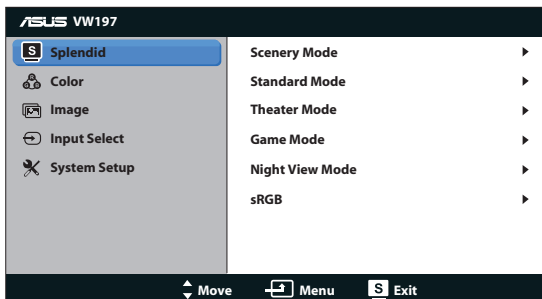 ASUS VW197
S Splendid
Color
Image
Input Select
System Setup
Scenery Mode
Standard Mode
Theater Mode
Game Mode
Night View Mode
sRGB
Move Menu S Exit